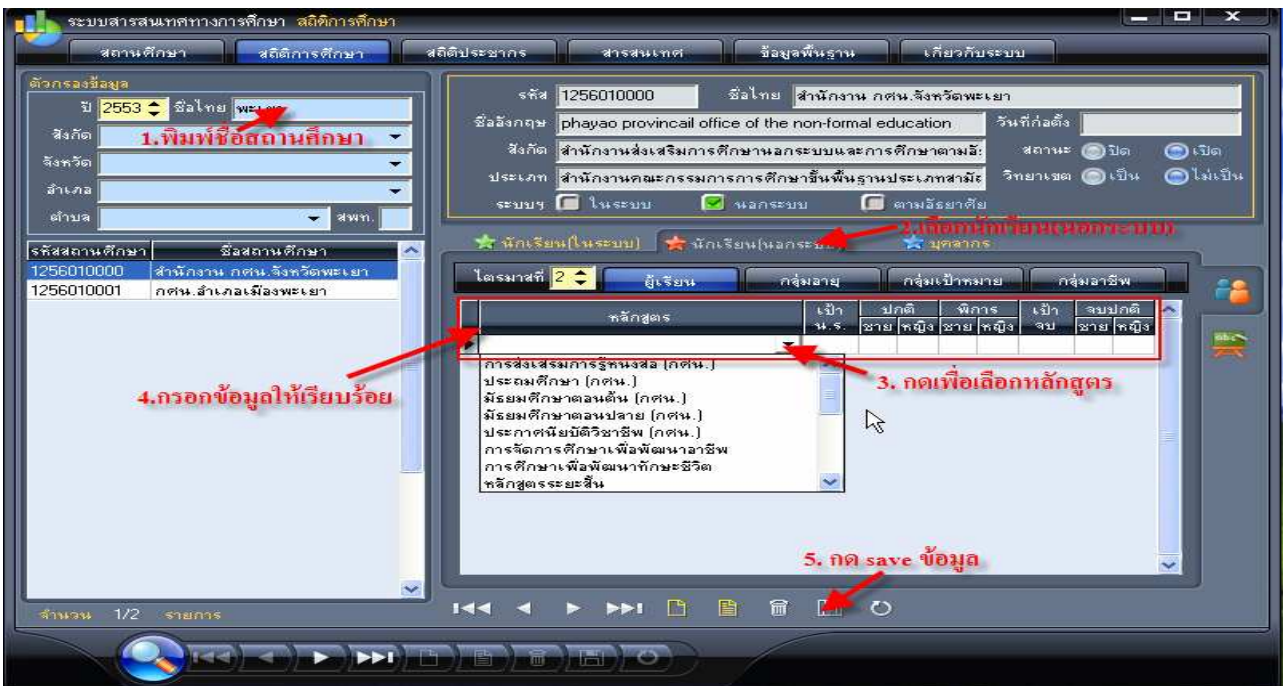 ระบบสารสนเทศทางการศึกษา สถิติการศึกษา
สถานศึกษา สถิติการศึกษา สถิติประชากร สารสนเทศ ข้อมูลพื้นฐาน เกี่ยวกับระบบ
ตัวกรองข้อมูล
ปี 2553 ชื่อไทย พะเยา
1.พิมพ์ชื่อสถานศึกษา
สังกัด
จังหวัด
อำเภอ
ตำบล สพท.
รหัสสถานศึกษา ชื่อสถานศึกษา
1256010000 สำนักงาน กศน.จังหวัดพะเยา
1256010001 กศน.อำเภอเมืองพะเยา
จำนวน 1/2 รายการ
รหัส 1256010000 ชื่อไทย สำนักงาน กศน.จังหวัดพะเยา
ชื่ออังกฤษ phayao provincail office of the non-formal education วันที่ก่อตั้ง
สังกัด สำนักงานส่งเสริมการศึกษานอกระบบและการศึกษาตามอั: สถานะ ปิด เปิด
ประเภท สำนักงานคณะกรรมการการศึกษาขั้นพื้นฐานประเภทสามัธ วิทยาเขต เป็น ไม่เป็น
ระบบฯ ในระบบ นอกระบบ ตามอัธยาศัย
2.เลือกนักเรียน(นอกระบบ)
นักเรียน(ในระบบ) นักเรียน(นอกระบบ) บุคลากร
ไตรมาสที่ 2 ผู้เรียน กลุ่มอายุ กลุ่มเป้าหมาย กลุ่มอาชีพ
หลักสูตร เป้า น.ร. ปกติ พิการ เป้า จบ จบปกติ
ชาย หญิง ชาย หญิง ชาย หญิง
การส่งเสริมการรู้หนังสือ (กศน.)
ประถมศึกษา (กศน.)
มัธยมศึกษาตอนต้น (กศน.)
มัธยมศึกษาตอนปลาย (กศน.)
ประกาศนียบัติวิชาชีพ (กศน.)
การจัดการศึกษาเพื่อพัฒนาอาชีพ
การศึกษาเพื่อพัฒนาทักษะชีวิต
หลักสูตรระยะสั้น
3. กดเพื่อเลือกหลักสูตร
4.กรอกข้อมูลให้เรียบร้อย
5. กด save ข้อมูล